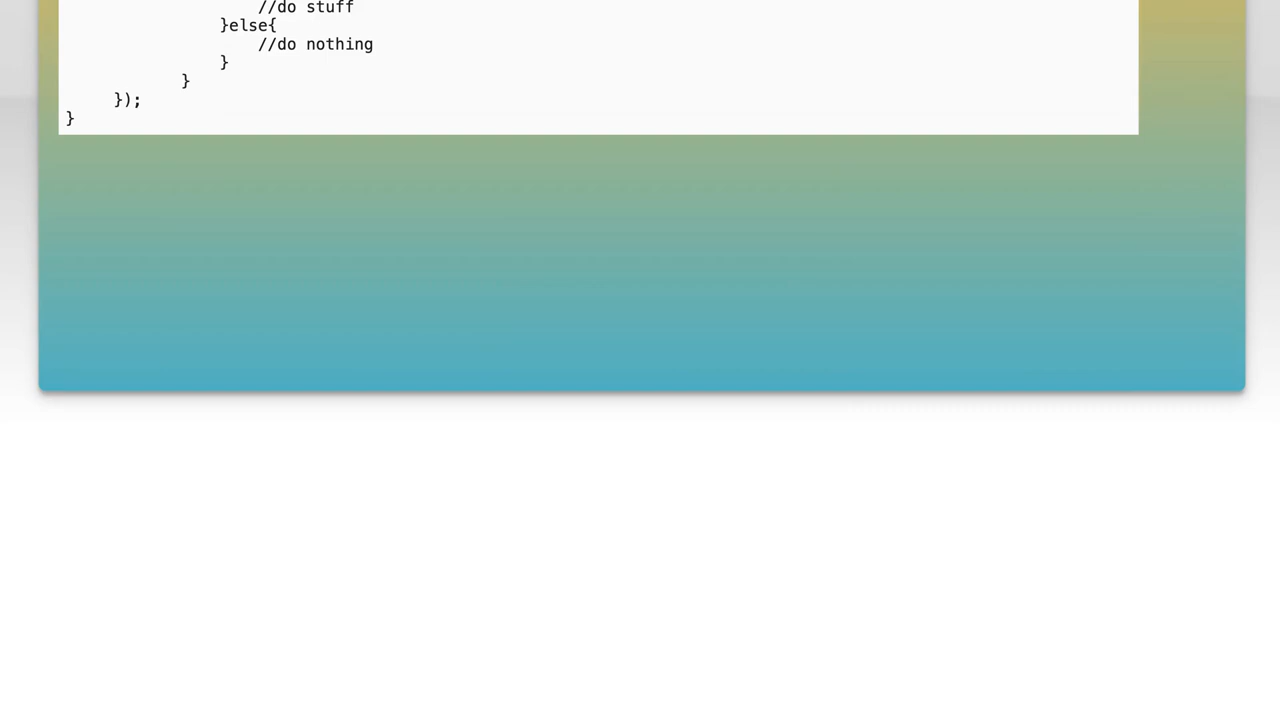 //do stuff
}else{
//do nothing
}
}
});
}